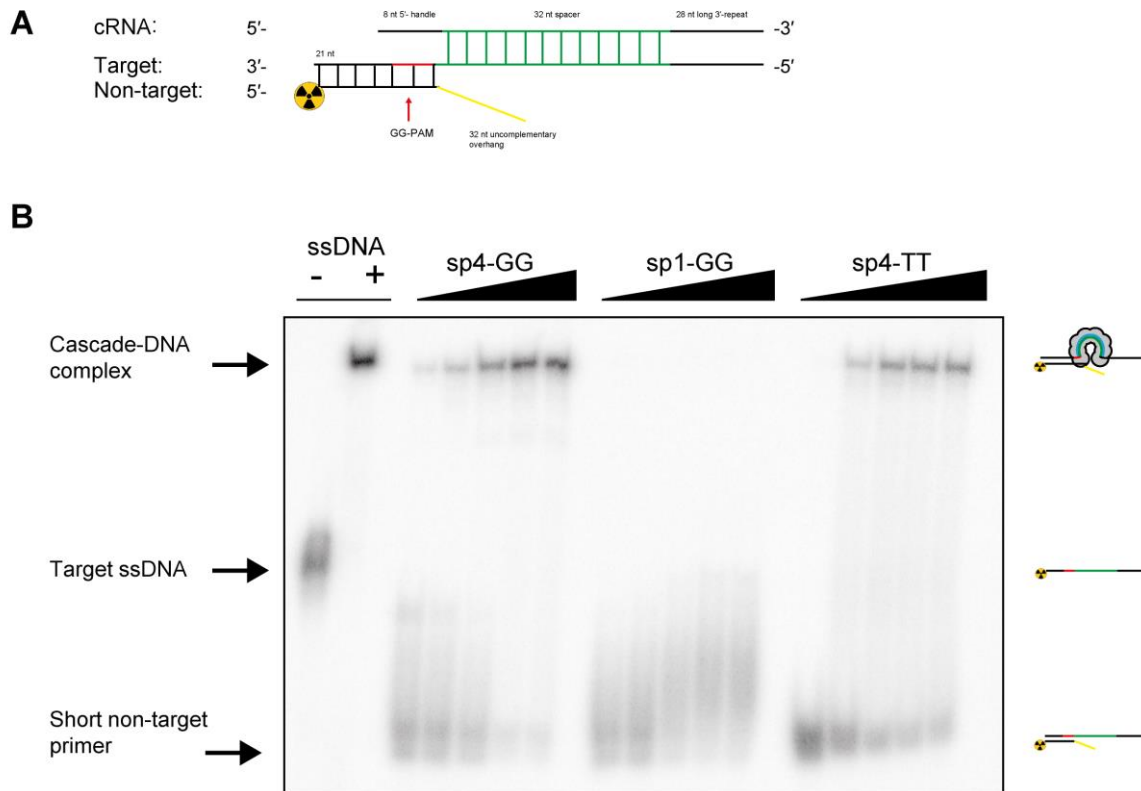 A
8 nt 5'- handle
32 nt spacer
28 nt long 3'-repeat
cRNA:
5'-
-3'
21 nt
Target:
3'-
-5'
Non-target:
5'-
GG-PAM
32 nt uncomplementary
overhang
B
ssDNA
- +
sp4-GG
sp1-GG
sp4-TT
Cascade-DNA
complex
Target ssDNA
Short non-target
primer